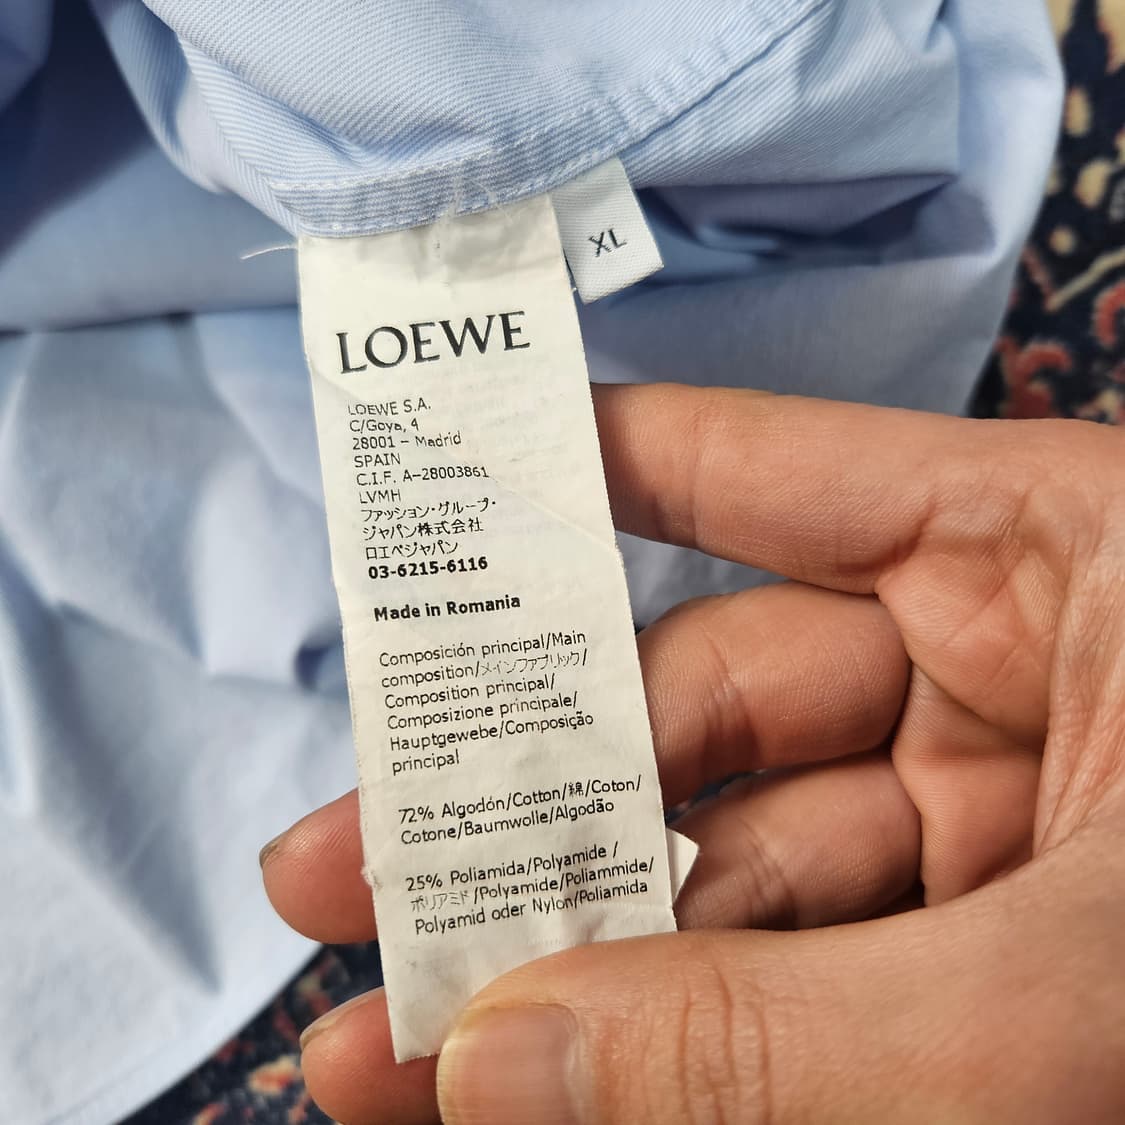 XL
LOEWE
LOEWE S.A.
C/Goya, 4
28001 – Madrid
SPAIN
C.I.F. A-28003861
LVMH
ファッション・グループ・
ジャパン株式会社
ロエベジャパン
03-6215-6116
Made in Romania
Composición principal/Main
composition/メインファブリック/
Composition principal/
Composizione principale/
Hauptgewebe/Composição
principal
72% Algodón/Cotton/綿/Coton/
Cotone/Baumwolle/Algodão
25% Poliamida/Polyamide /
ポリアミド/Polyamide/Poliammide/
Polyamid oder Nylon/Poliamida